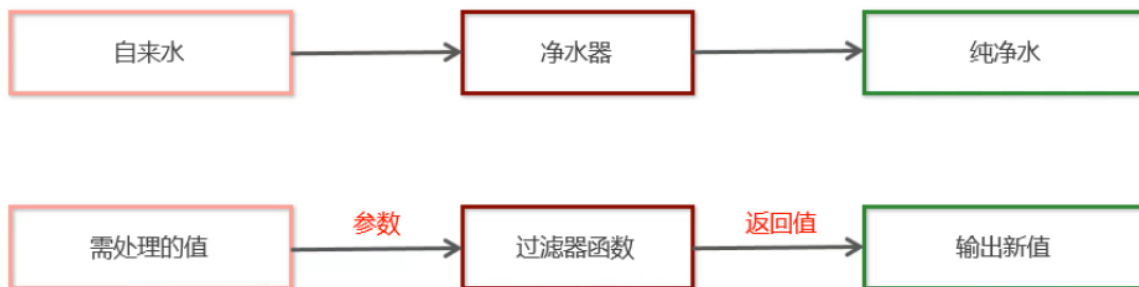 自来水
净水器
纯净水
参数
返回值
需处理的值
过滤器函数
输出新值